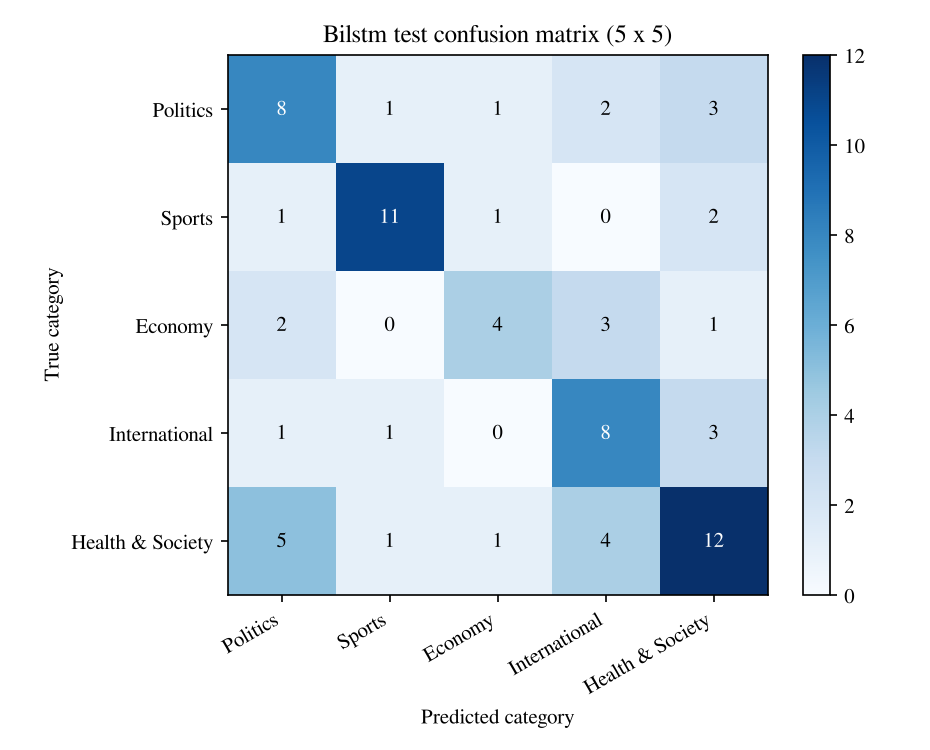 Bilstm test confusion matrix (5 x 5)
Politics 8 1 1 2 3
Sports 1 11 1 0 2
Economy 2 0 4 3 1
International 1 1 0 8 3
Health & Society 5 1 1 4 12
Politics Sports Economy International Health & Society
Predicted category
True category
12
10
8
6
4
2
0